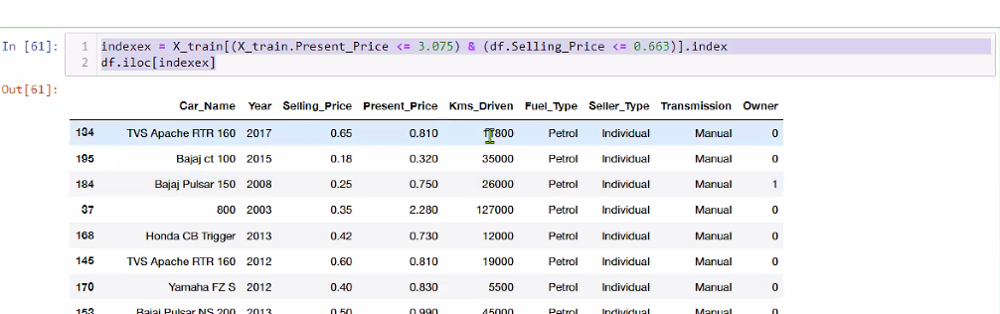 In [61]:
1 indexex = X_train[(X_train.Present_Price <= 3.075) & (df.Selling_Price <= 0.663)].index
2 df.iloc[indexex]
Out[61]:
Car_Name Year Selling_Price Present_Price Kms_Driven Fuel_Type Seller_Type Transmission Owner
TVS Apache RTR 160 2017 0.65 0.810 Petrol Individual Manual 0
195 Bajaj ct 100 2015 0.18 0.320 35000 Petrol Individual Manual 0
184 Bajaj Pulsar 150 2008 0.25 0.750 26000 Petrol Individual Manual 1
37 800 2003 0.35 2.280 127000 Petrol Individual Manual 0
168 Honda CB Trigger 2013 0.42 0.730 12000 Petrol Individual Manual 0
145 TVS Apache RTR 160 2012 0.60 0.810 19000 Petrol Individual Manual 0
170 Yamaha FZ S 2012 0.40 0.830 5500 Petrol Individual Manual 0
153 Bajaj Pulsar NS 200 2013 0.50 0.990 45000 Petrol Individual Manual 0